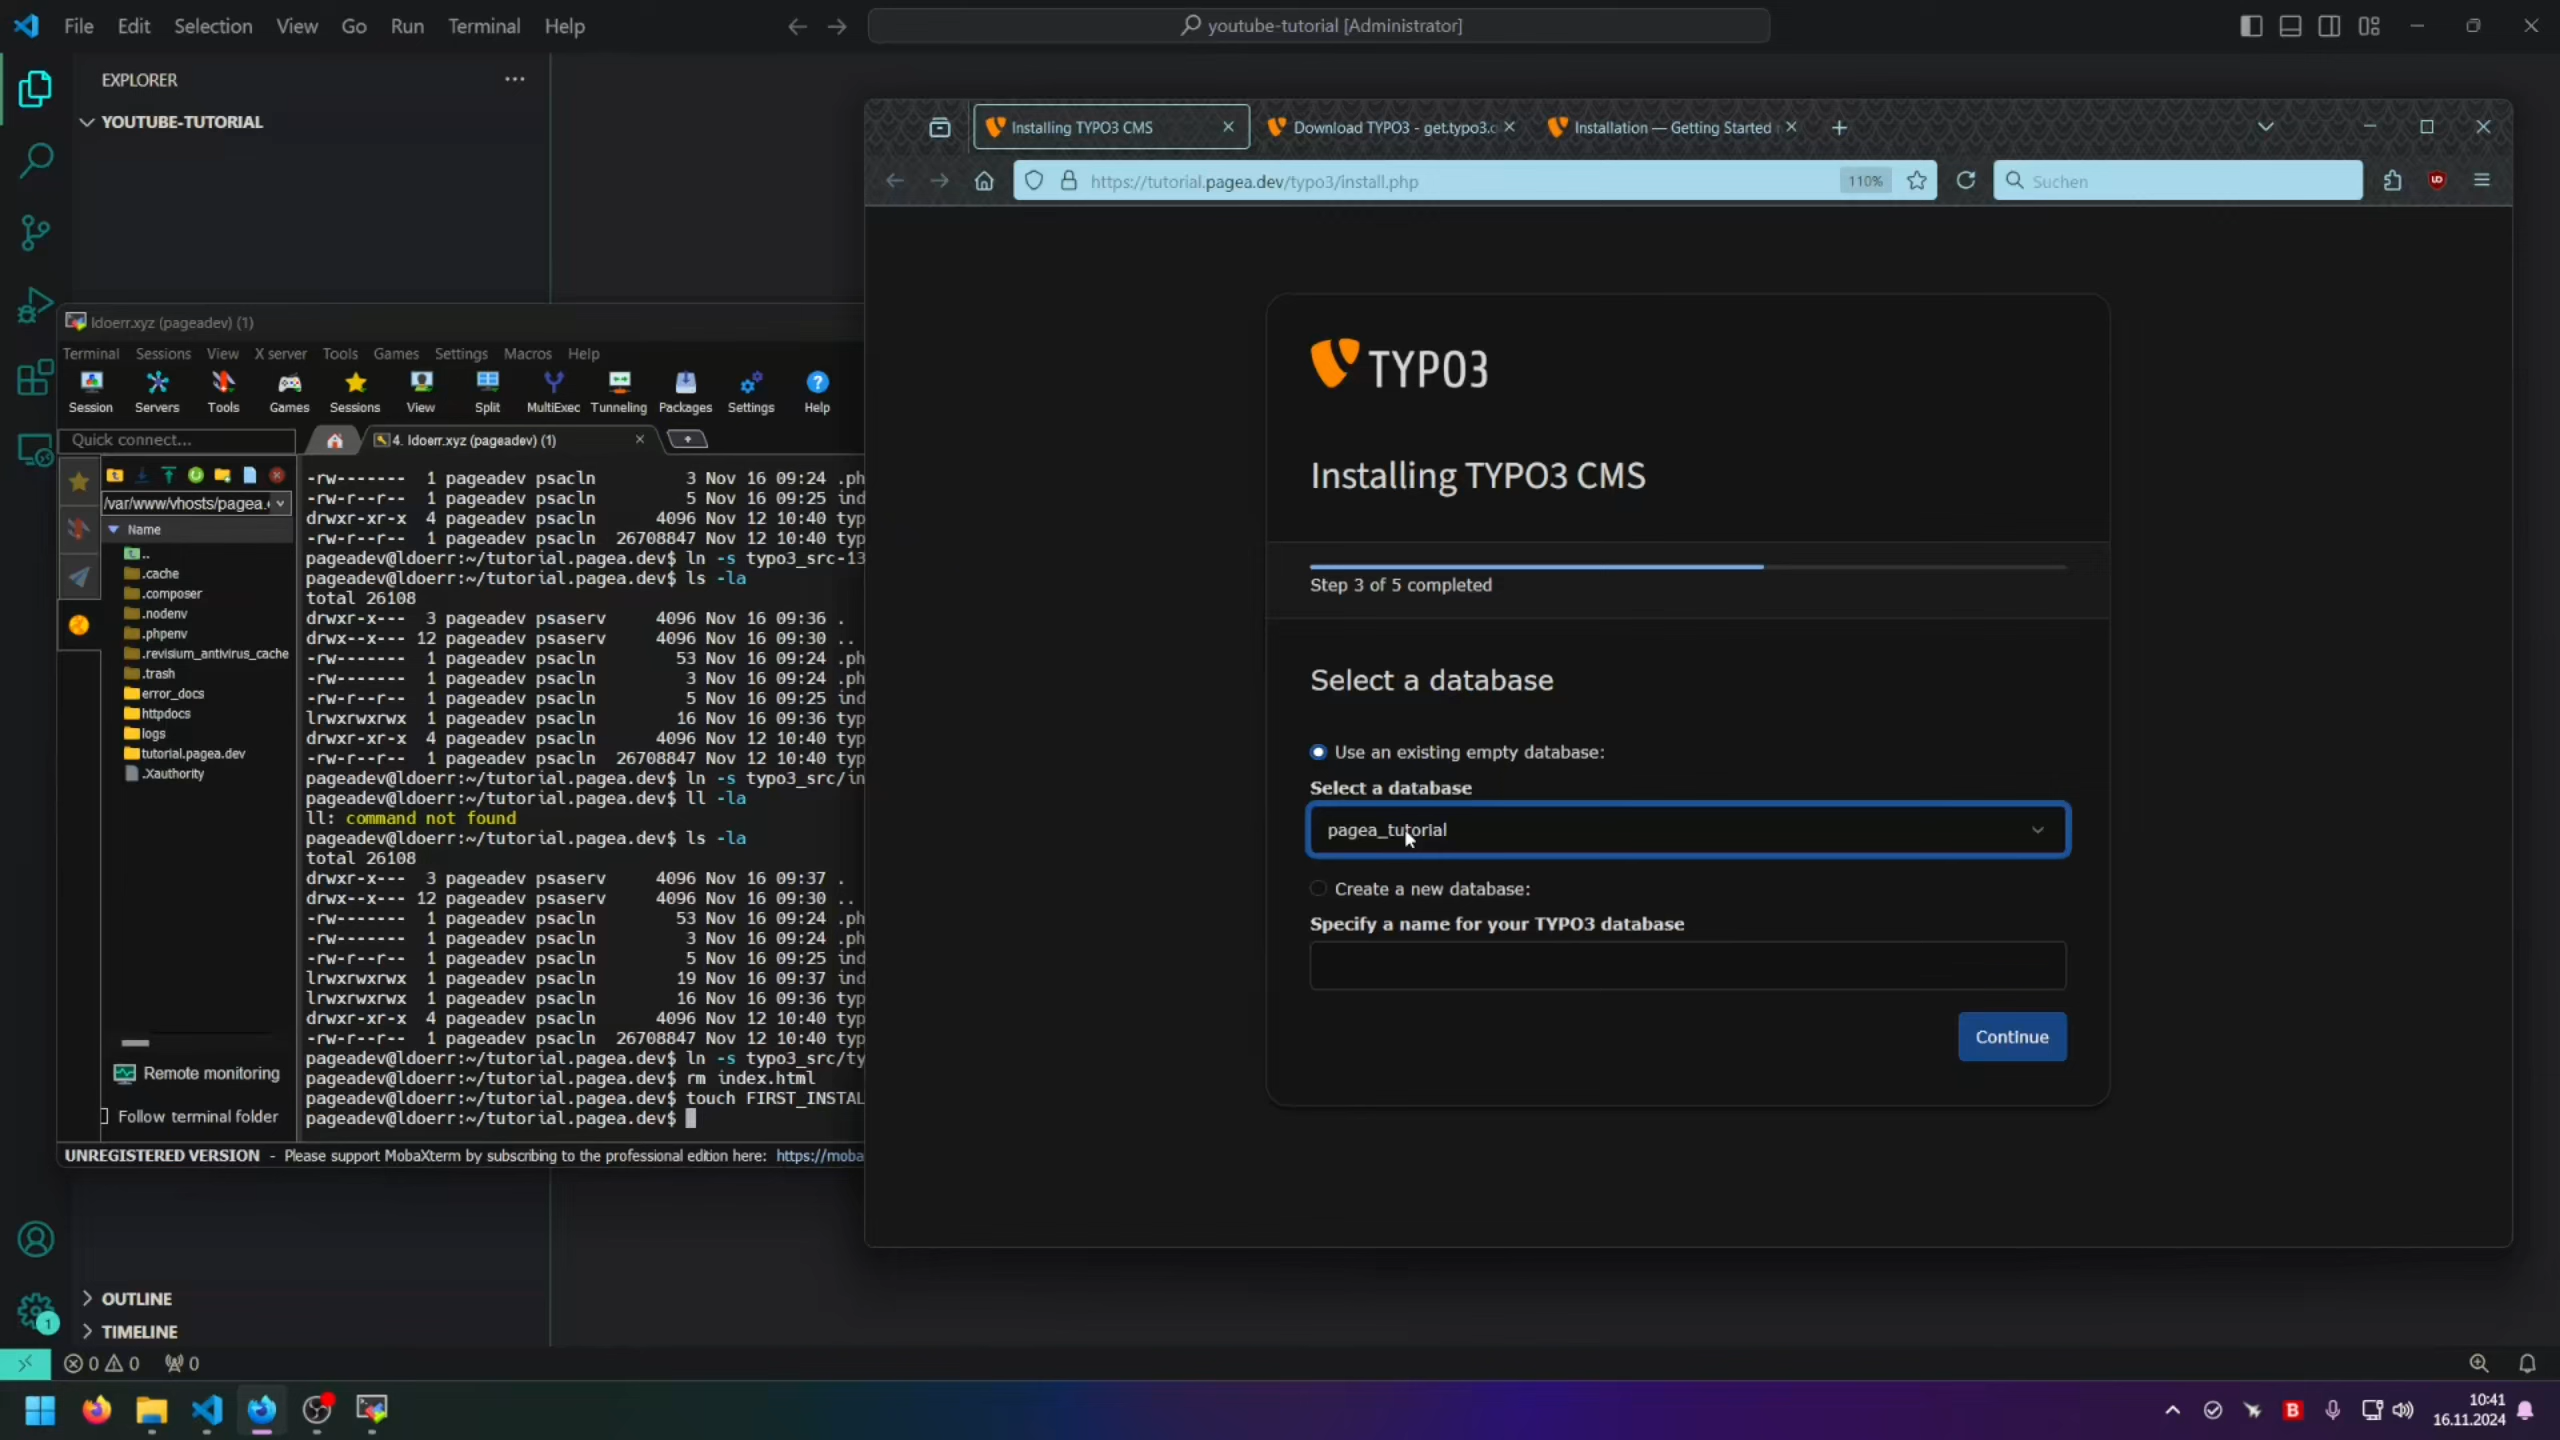 File Edit Selection View Go Run Terminal Help
youtube-tutorial [Administrator]
EXPLORER
YOUTUBE-TUTORIAL
ldoerr.xyz (pageadev) (1)
Terminal Sessions View X server Tools Games Settings Macros Help
Session Servers Tools Games Sessions View Split MultiExec Tunneling Packages Settings Help
Quick connect...
4. ldoerr.xyz (pageadev) (1)
/var/www/vhosts/pagea.
Name
..
.cache
.composer
.nodenv
.phpenv
.revisium_antivirus_cache
.trash
error_docs
httpdocs
logs
tutorial.pagea.dev
.Xauthority
Remote monitoring
Follow terminal folder
-rw------- 1 pageadev psacln 3 Nov 16 09:24 .ph
-rw-r--r-- 1 pageadev psacln 5 Nov 16 09:25 ind
drwxr-xr-x 4 pageadev psacln 4096 Nov 12 10:40 typ
-rw-r--r-- 1 pageadev psacln 26708847 Nov 12 10:40 typ
pageadev@ldoerr:~/tutorial.pagea.dev$ ln -s typo3_src-13
pageadev@ldoerr:~/tutorial.pagea.dev$ ls -la
total 26108
drwxr-x--- 3 pageadev psaserv 4096 Nov 16 09:36 .
drwx--x--- 12 pageadev psaserv 4096 Nov 16 09:30 ..
-rw------- 1 pageadev psacln 53 Nov 16 09:24 .ph
-rw------- 1 pageadev psacln 3 Nov 16 09:24 .ph
-rw-r--r-- 1 pageadev psacln 5 Nov 16 09:25 ind
lrwxrwxrwx 1 pageadev psacln 16 Nov 16 09:36 typ
drwxr-xr-x 4 pageadev psacln 4096 Nov 12 10:40 typ
-rw-r--r-- 1 pageadev psacln 26708847 Nov 12 10:40 typ
pageadev@ldoerr:~/tutorial.pagea.dev$ ln -s typo3_src/in
pageadev@ldoerr:~/tutorial.pagea.dev$ ll -la
ll: command not found
pageadev@ldoerr:~/tutorial.pagea.dev$ ls -la
total 26108
drwxr-x--- 3 pageadev psaserv 4096 Nov 16 09:37 .
drwx--x--- 12 pageadev psaserv 4096 Nov 16 09:30 ..
-rw------- 1 pageadev psacln 53 Nov 16 09:24 .ph
-rw------- 1 pageadev psacln 3 Nov 16 09:24 .ph
-rw-r--r-- 1 pageadev psacln 5 Nov 16 09:25 ind
lrwxrwxrwx 1 pageadev psacln 19 Nov 16 09:37 ind
lrwxrwxrwx 1 pageadev psacln 16 Nov 16 09:36 typ
drwxr-xr-x 4 pageadev psacln 4096 Nov 12 10:40 typ
-rw-r--r-- 1 pageadev psacln 26708847 Nov 12 10:40 typ
pageadev@ldoerr:~/tutorial.pagea.dev$ ln -s typo3_src/ty
pageadev@ldoerr:~/tutorial.pagea.dev$ rm index.html
pageadev@ldoerr:~/tutorial.pagea.dev$ touch FIRST_INSTAL
pageadev@ldoerr:~/tutorial.pagea.dev$
UNREGISTERED VERSION - Please support MobaXterm by subscribing to the professional edition here: https://moba
Installing TYPO3 CMS
Download TYPO3 - get.typo3.o
Installation — Getting Started
https://tutorial.pagea.dev/typo3/install.php
110%
Suchen
TYPO3
Installing TYPO3 CMS
Step 3 of 5 completed
Select a database
Use an existing empty database:
Select a database
pagea_tutorial
Create a new database:
Specify a name for your TYPO3 database
Continue
OUTLINE
TIMELINE
1
0 0 0
10:41
16.11.2024